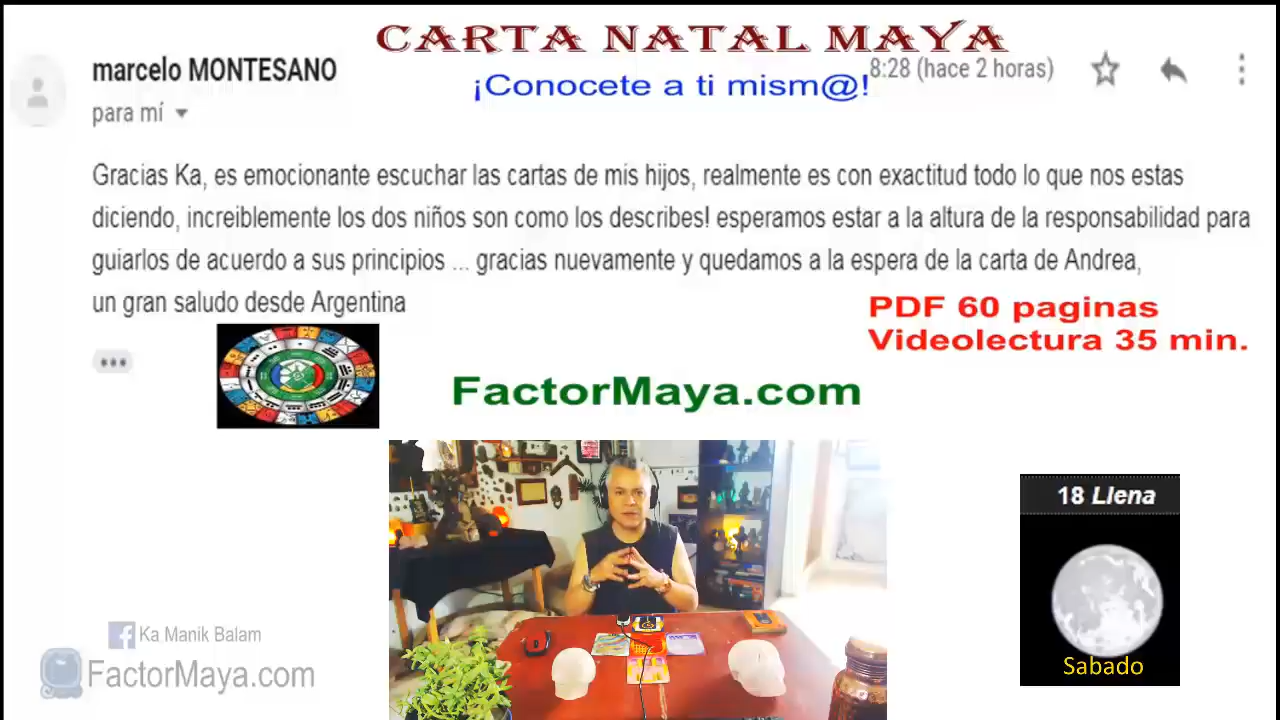 CARTA NATAL MAYA
¡Conocete a ti mism@!
marcelo MONTESANO
8:28 (hace 2 horas)
para mí
Gracias Ka, es emocionante escuchar las cartas de mis hijos, realmente es con exactitud todo lo que nos estas
diciendo, increiblemente los dos niños son como los describes! esperamos estar a la altura de la responsabilidad para
guiarlos de acuerdo a sus principios ... gracias nuevamente y quedamos a la espera de la carta de Andrea,
un gran saludo desde Argentina
PDF 60 paginas
Videolectura 35 min.
FactorMaya.com
18 Llena
Sabado
Ka Manik Balam
FactorMaya.com